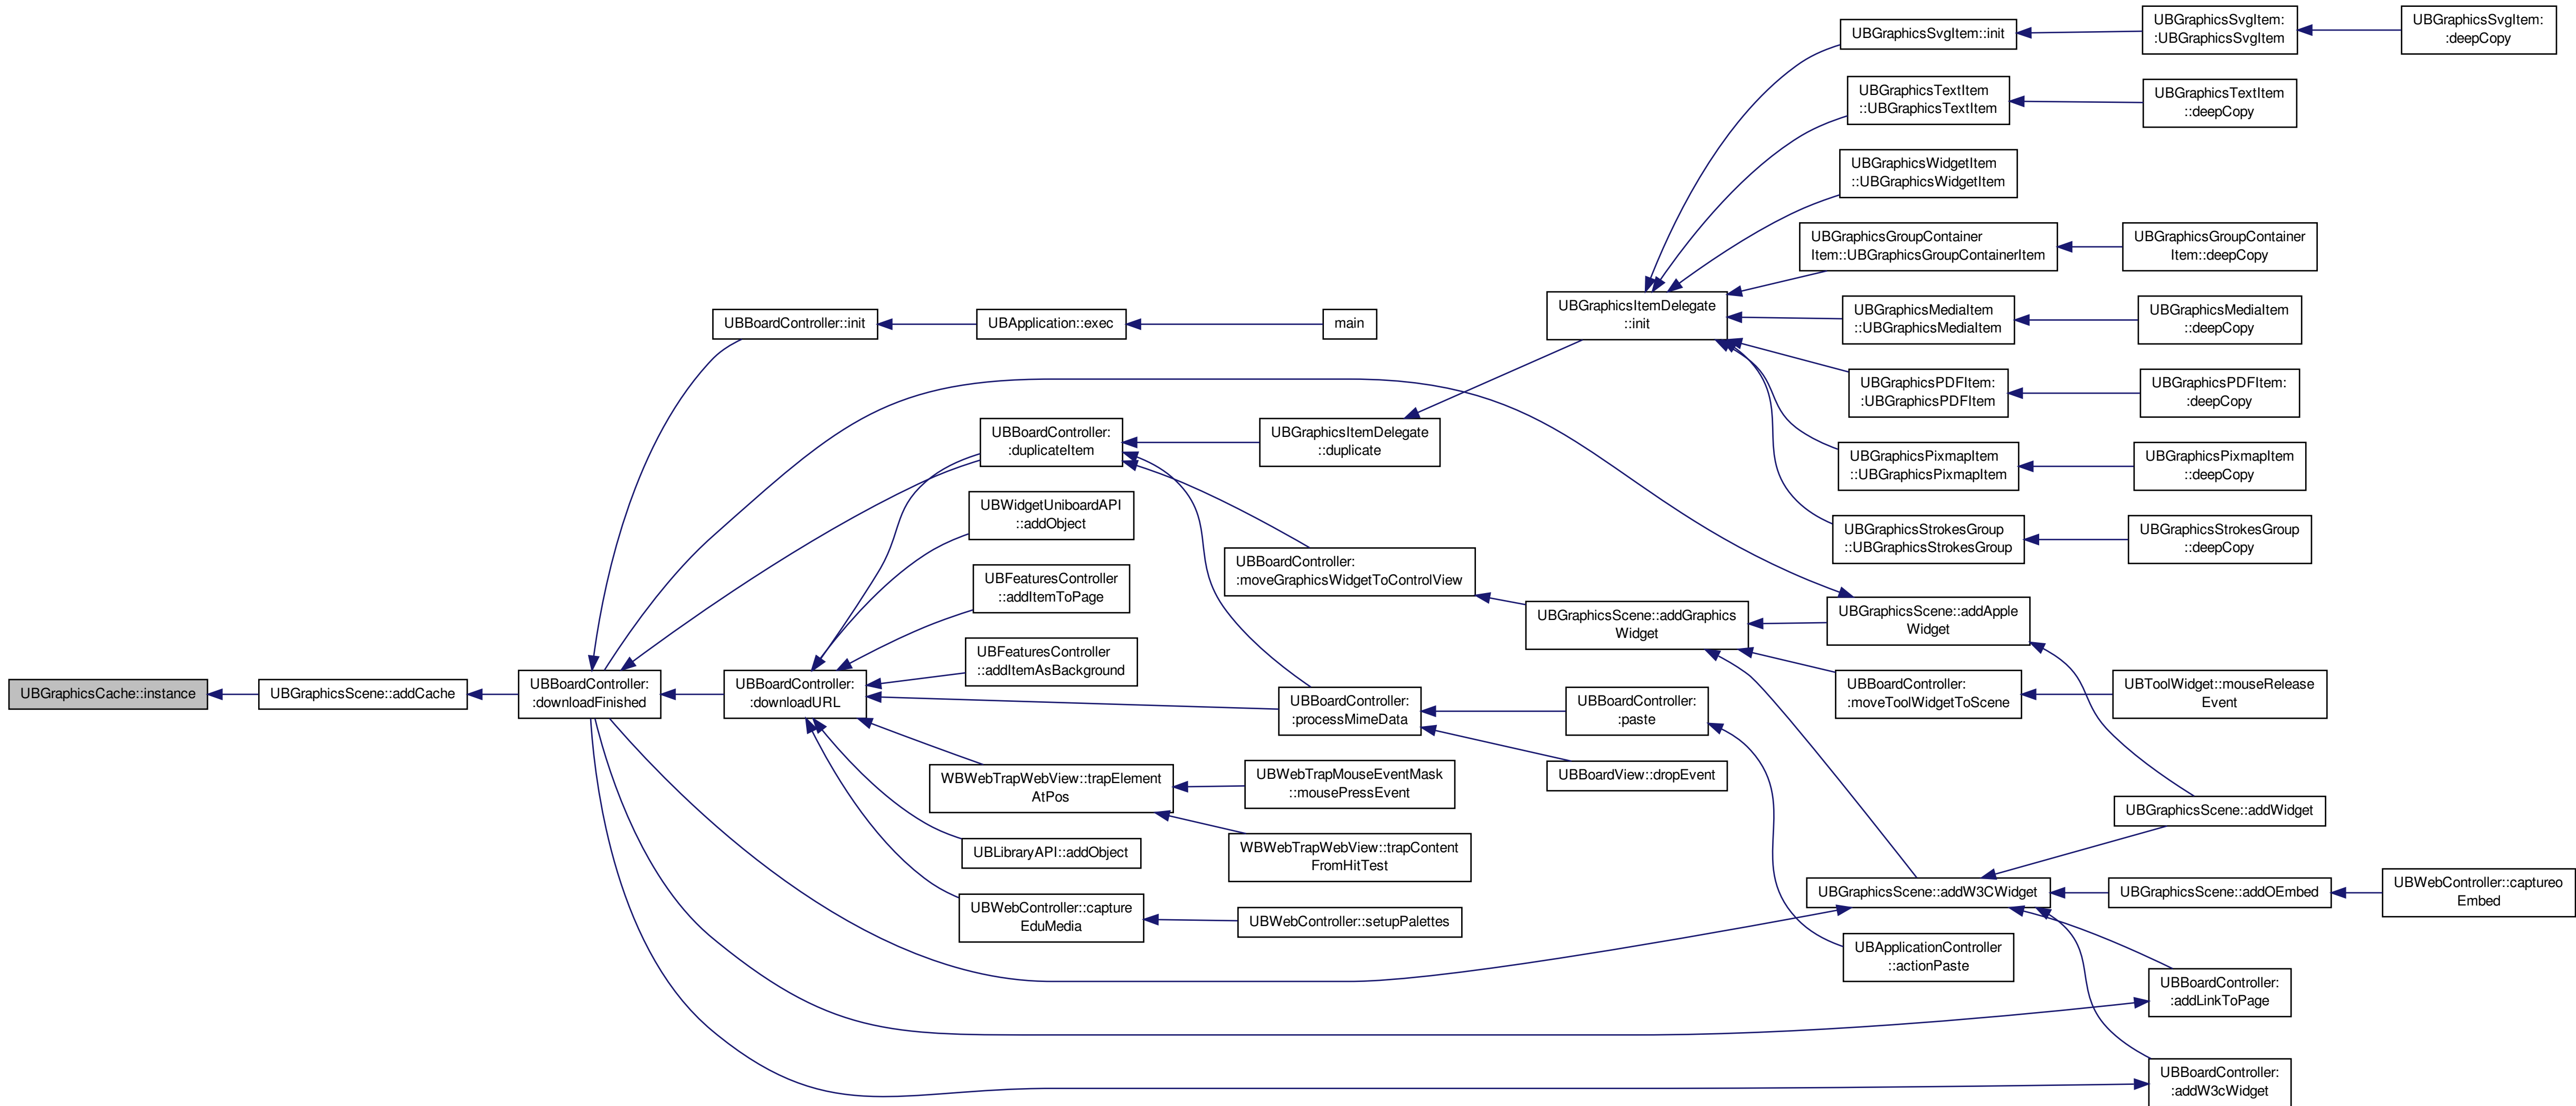 UBGraphicsCache::instance
UBGraphicsScene::addCache
UBBoardController:
:downloadFinished
UBBoardController::init
UBApplication::exec
main
UBBoardController:
:duplicateItem
UBGraphicsItemDelegate
::duplicate
UBGraphicsItemDelegate
::init
UBGraphicsSvgItem::init
UBGraphicsSvgItem:
:UBGraphicsSvgItem
UBGraphicsSvgItem:
:deepCopy
UBGraphicsTextItem
::UBGraphicsTextItem
UBGraphicsTextItem
::deepCopy
UBGraphicsWidgetItem
::UBGraphicsWidgetItem
UBGraphicsGroupContainer
Item::UBGraphicsGroupContainerItem
UBGraphicsGroupContainer
Item::deepCopy
UBGraphicsMediaItem
::UBGraphicsMediaItem
UBGraphicsMediaItem
::deepCopy
UBGraphicsPDFItem:
:UBGraphicsPDFItem
UBGraphicsPDFItem:
:deepCopy
UBGraphicsPixmapItem
::UBGraphicsPixmapItem
UBGraphicsPixmapItem
::deepCopy
UBGraphicsStrokesGroup
::UBGraphicsStrokesGroup
UBGraphicsStrokesGroup
::deepCopy
UBBoardController:
:downloadURL
UBWidgetUniboardAPI
::addObject
UBFeaturesController
::addItemToPage
UBFeaturesController
::addItemAsBackground
UBBoardController:
:moveGraphicsWidgetToControlView
UBGraphicsScene::addGraphics
Widget
UBGraphicsScene::addApple
Widget
UBBoardController:
:moveToolWidgetToScene
UBToolWidget::mouseRelease
Event
UBBoardController:
:processMimeData
UBBoardController:
:paste
UBBoardView::dropEvent
WBWebTrapWebView::trapElement
AtPos
UBWebTrapMouseEventMask
::mousePressEvent
WBWebTrapWebView::trapContent
FromHitTest
UBLibraryAPI::addObject
UBWebController::capture
EduMedia
UBWebController::setupPalettes
UBGraphicsScene::addWidget
UBGraphicsScene::addW3CWidget
UBGraphicsScene::addOEmbed
UBWebController::captureo
Embed
UBApplicationController
::actionPaste
UBBoardController:
:addLinkToPage
UBBoardController:
:addW3cWidget